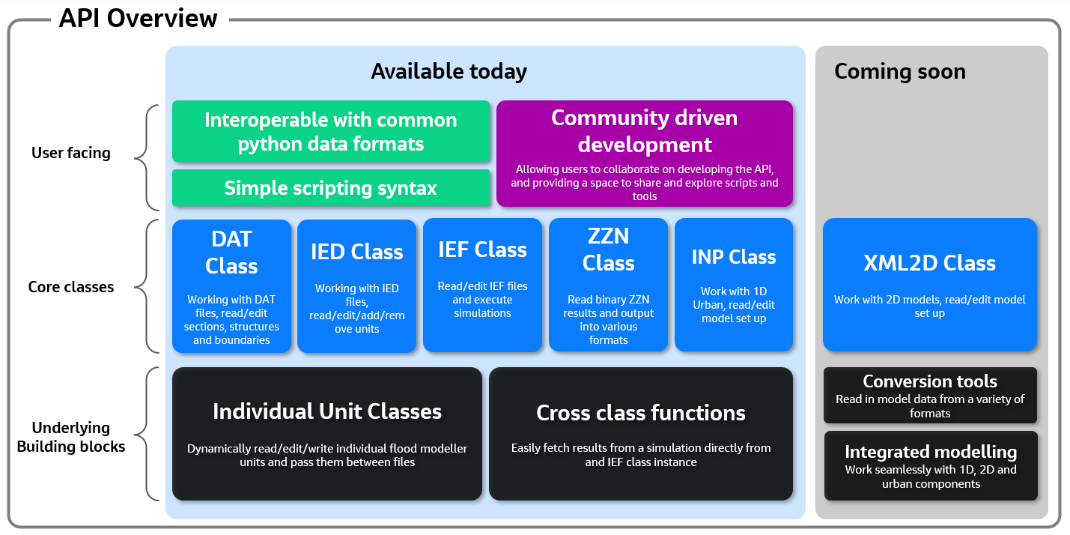 API Overview
Available today
Coming soon
User facing
Interoperable with common
python data formats
Simple scripting syntax
Community driven
development
Allowing users to collaborate on developing the API,
and providing a space to share and explore scripts and
tools
Core classes
DAT
Class
Working with DAT
files, read/edit
sections, structures
and boundaries
IED Class
Working with IED
files,
read/edit/add/rem
ove units
IEF Class
Read/edit IEF files
and execute
simulations
ZZN
Class
Read binary ZZN
results and output
into various
formats
INP Class
Work with 1D
Urban, read/edit
model set up
XML2D Class
Work with 2D models, read/edit model
set up
Underlying
Building blocks
Individual Unit Classes
Dynamically read/edit/write individual flood modeller
units and pass them between files
Cross class functions
Easily fetch results from a simulation directly from
and IEF class instance
Conversion tools
Read in model data from a variety of
formats
Integrated modelling
Work seamlessly with 1D, 2D and
urban components